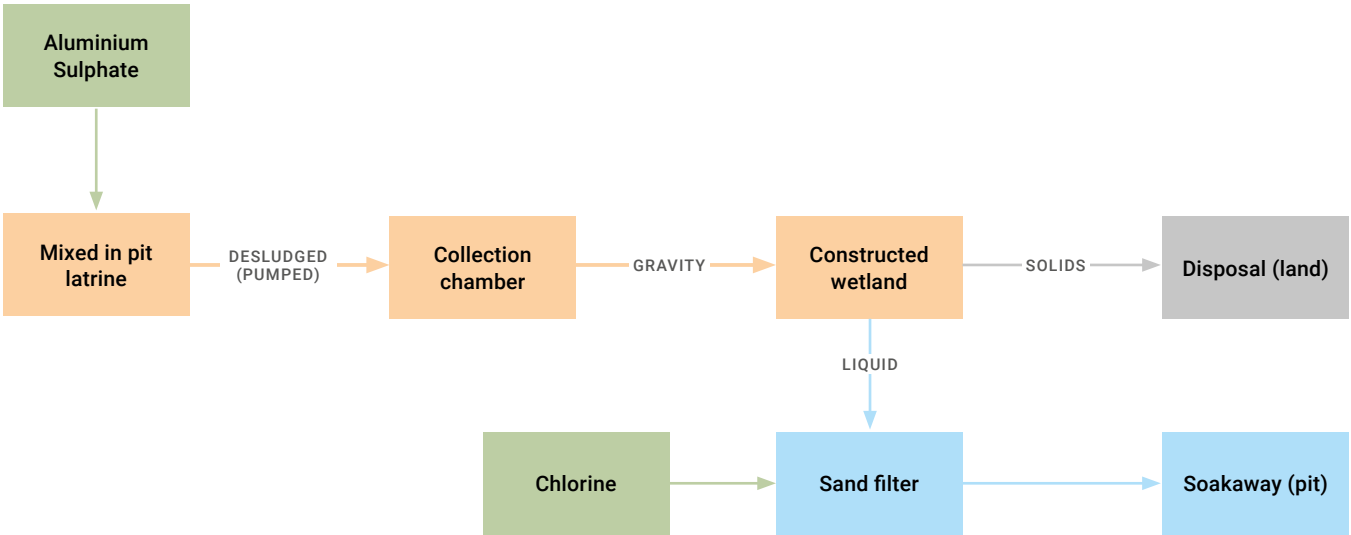 Aluminium
Sulphate
Mixed in pit
latrine
DESLUDGED
(PUMPED)
Collection
chamber
GRAVITY
Constructed
wetland
SOLIDS
Disposal (land)
LIQUID
Chlorine
Sand filter
Soakaway (pit)